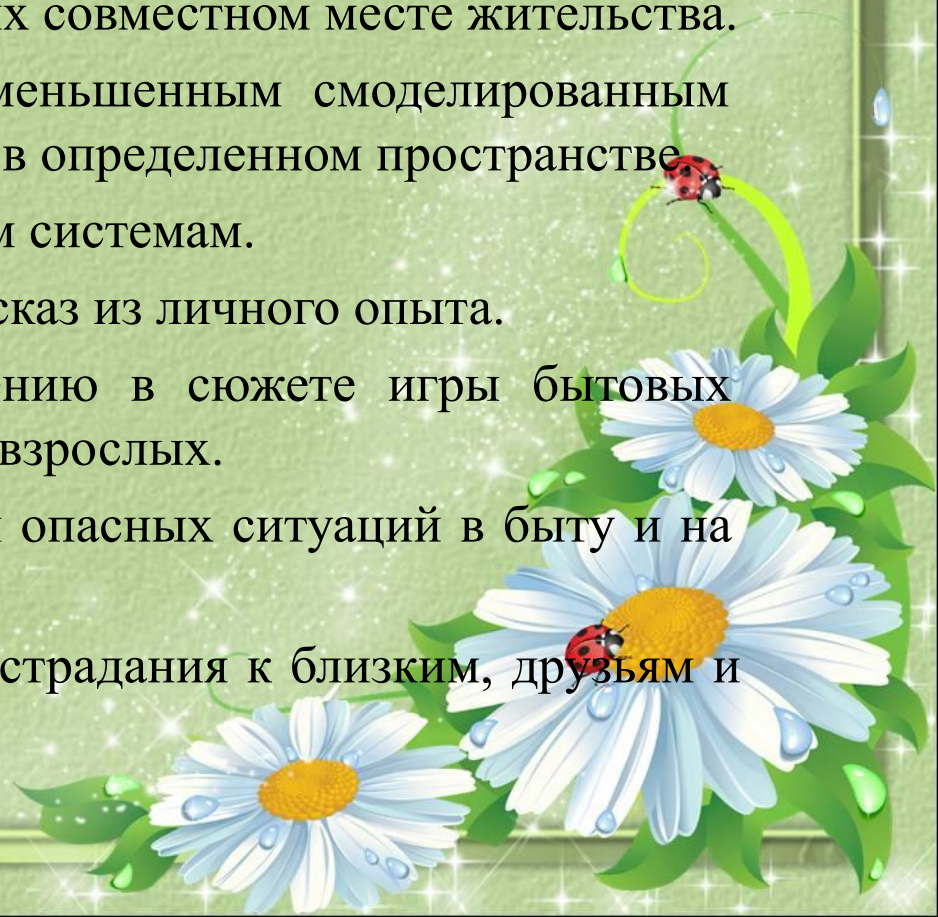 их совместном месте жительства.
меньшенным смоделированным
в определенном пространстве
м системам.
сказ из личного опыта.
нию в сюжете игры бытовых
взрослых.
опасных ситуаций в быту и на
страдания к близким, друзьям и